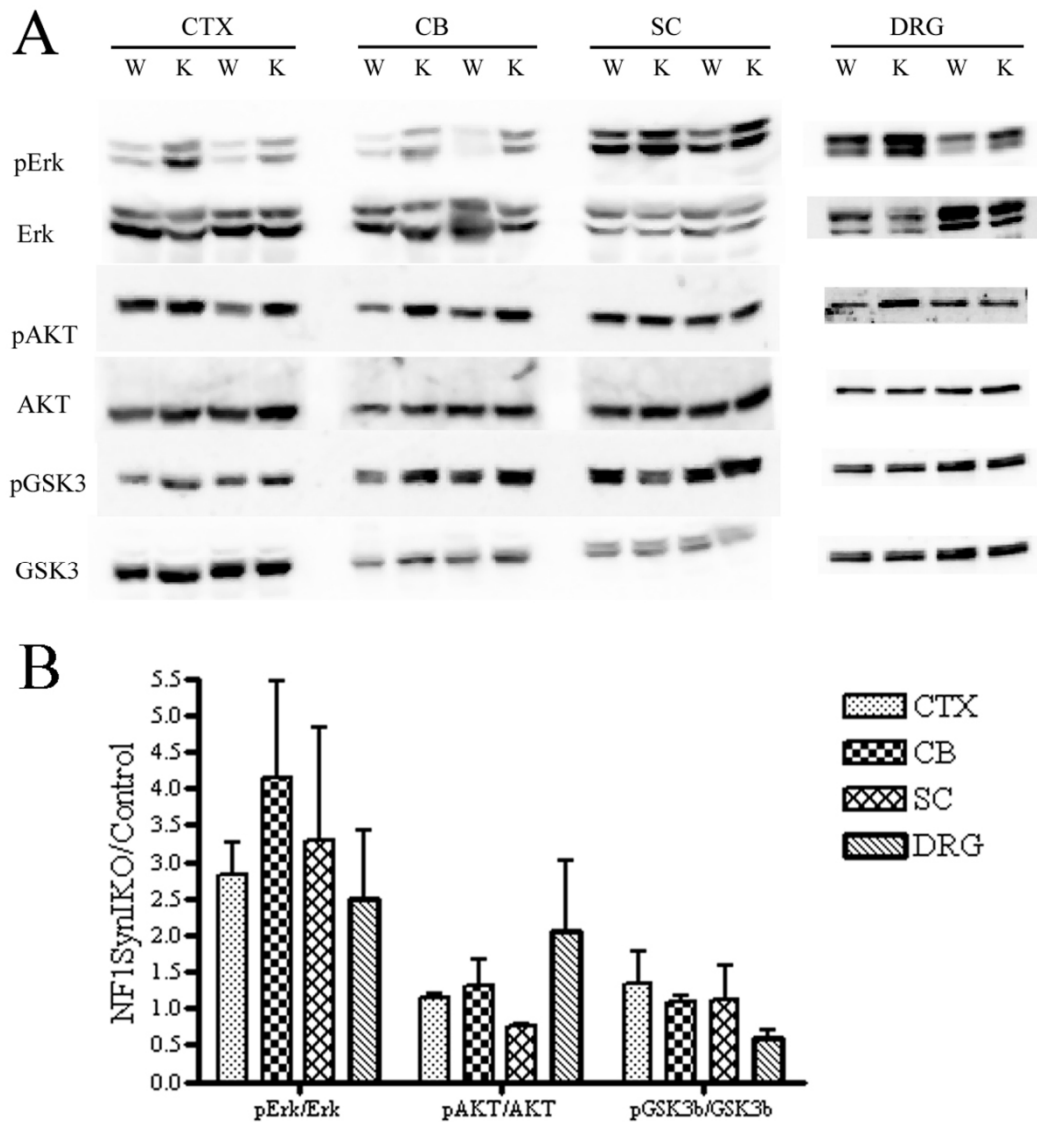 A
CTX CB SC DRG
W K W K W K W K W K W K W K W K
pErk
Erk
pAKT
AKT
pGSK3
GSK3
B
NF1SynIKO/Control
5.5
5.0
4.5
4.0
3.5
3.0
2.5
2.0
1.5
1.0
0.5
0.0
pErk/Erk pAKT/AKT pGSK3b/GSK3b
CTX
CB
SC
DRG